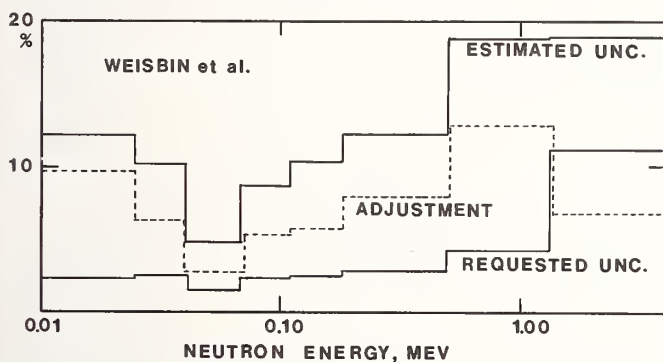 20
%
WEISBIN et al.
ESTIMATED UNC.
10
ADJUSTMENT
REQUESTED UNC.
0.01
0.10
1.00
NEUTRON ENERGY, MEV